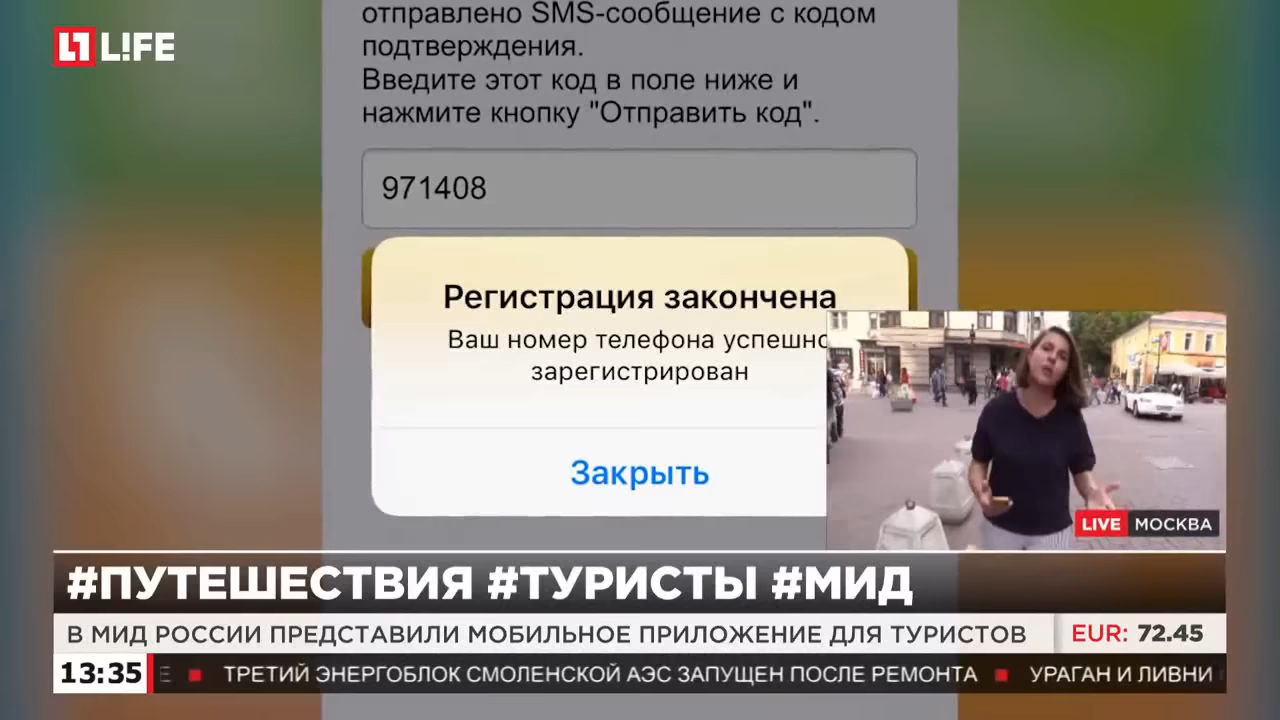 LIFE
отправлено SMS-сообщение с кодом
подтверждения.
Введите этот код в поле ниже и
нажмите кнопку "Отправить код".
971408
Регистрация закончена
Ваш номер телефона успешно
зарегистрирован
Закрыть
LIVE МОСКВА
#ПУТЕШЕСТВИЯ #ТУРИСТЫ #МИД
В МИД РОССИИ ПРЕДСТАВИЛИ МОБИЛЬНОЕ ПРИЛОЖЕНИЕ ДЛЯ ТУРИСТОВ
EUR: 72.45
13:35
ТРЕТИЙ ЭНЕРГОБЛОК СМОЛЕНСКОЙ АЭС ЗАПУЩЕН ПОСЛЕ РЕМОНТА ■ УРАГАН И ЛИВНИ